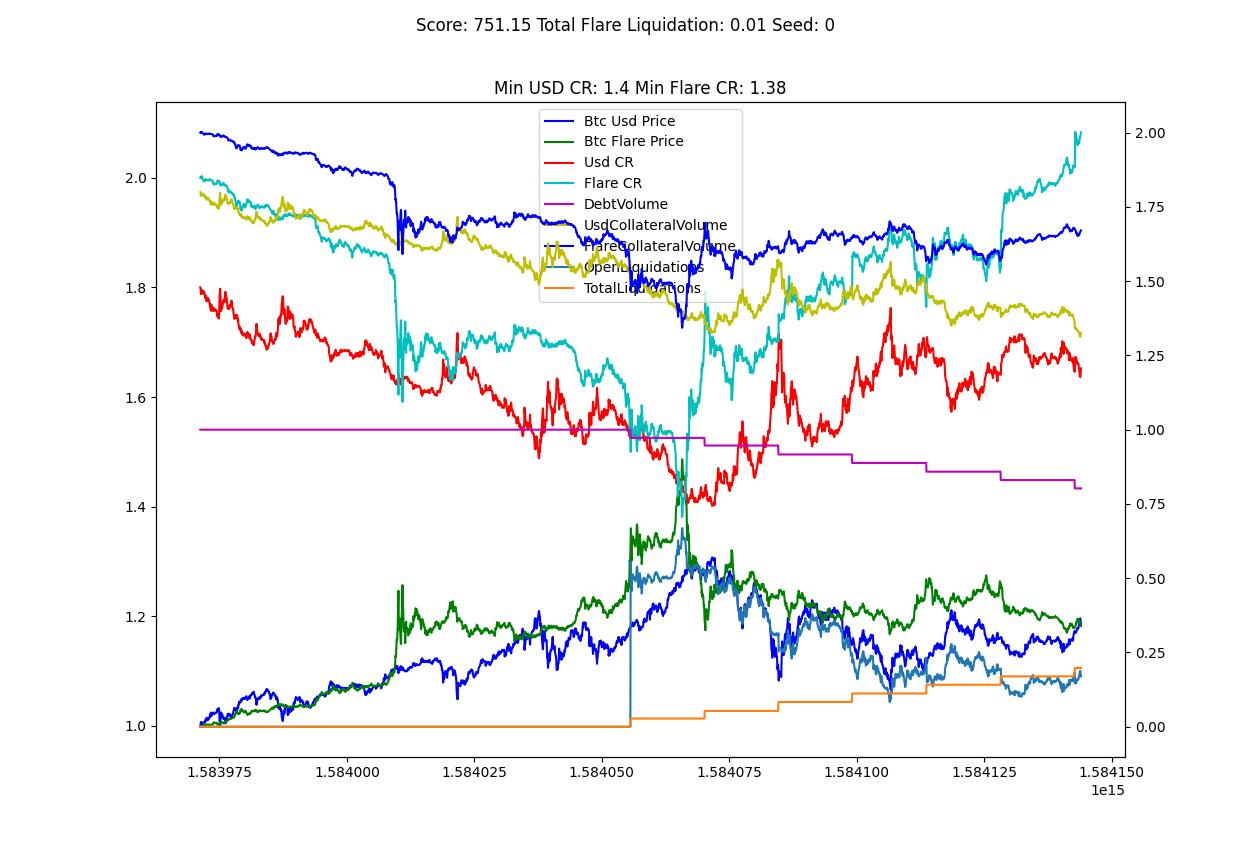 Score: 751.15 Total Flare Liquidation: 0.01 Seed: 0
Min USD CR: 1.4 Min Flare CR: 1.38
Btc Usd Price
Btc Flare Price
Usd CR
Flare CR
DebtVolume
UsdCollateralVolume
FlareCollateralVolume
OpenLiquidations
TotalLiquidations
2.0
1.8
1.6
1.4
1.2
1.0
2.00
1.75
1.50
1.25
1.00
0.75
0.50
0.25
0.00
1.583975
1.584000
1.584025
1.584050
1.584075
1.584100
1.584125
1.584150
1e15